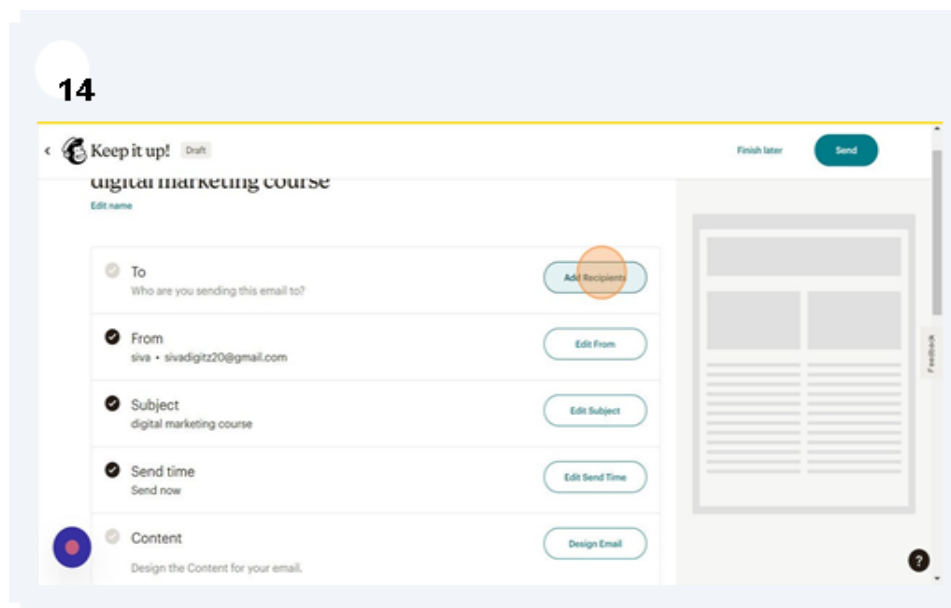 14
Keep it up! Draft
Finish later
Send
digital marketing course
Edit name
To
Who are you sending this email to?
Add Recipients
From
siva • sivadigitz20@gmail.com
Edit From
Subject
digital marketing course
Edit Subject
Send time
Send now
Edit Send Time
Content
Design the Content for your email.
Design Email
Feedback
?